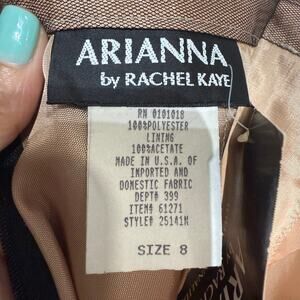 ARIANNA
by RACHEL KAYE
RN 0101018
100%POLYESTER
LINING
100%ACETATE
MADE IN U.S.A. OF
IMPORTED AND
DOMESTIC FABRIC
DEPT# 399
ITEM# 61271
STYLE# 25141M
SIZE 8